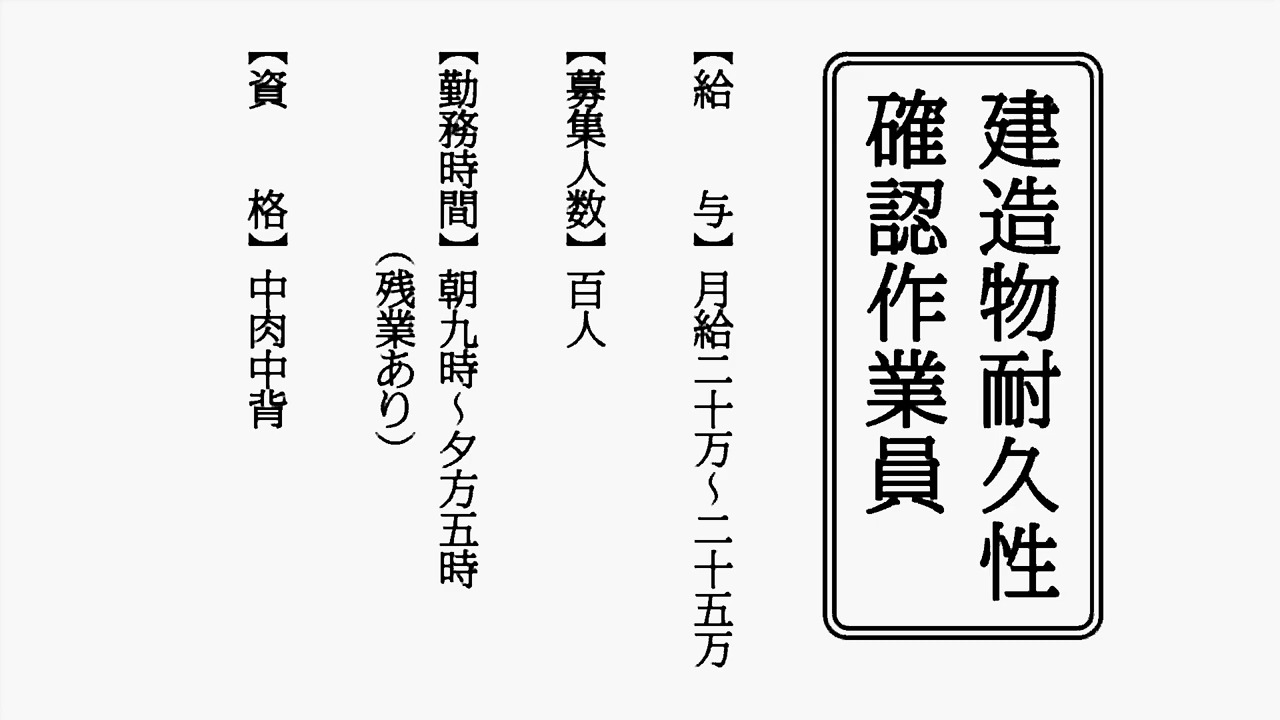 建造物耐久性
確認作業員
【給　与】月給二十万～二十五万
【募集人数】百人
【勤務時間】朝九時～夕方五時
（残業あり）
【資　格】中肉中背